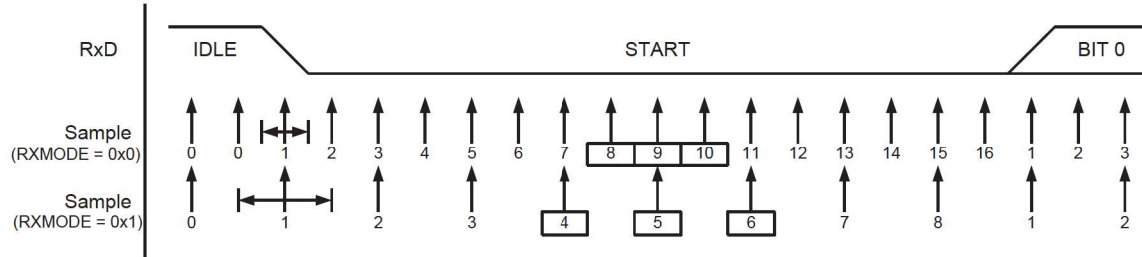 RxD IDLE START BIT 0
Sample
(RXMODE = 0x0)
0 0 1 2 3 4 5 6 7 8 9 10 11 12 13 14 15 16 1 2 3
Sample
(RXMODE = 0x1)
0 1 2 3 4 5 6 7 8 1 2